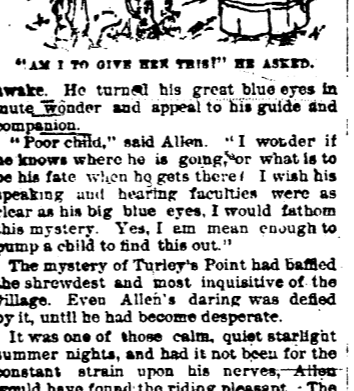 "AM I TO GIVE HER THIS?" HE ASKED.
awake. He turned his great blue eyes in
mute wonder and appeal to his guide and
companion.
"Poor child," said Allen. "I wonder if
he knows where he is going, or what is to
be his fate when he gets there! I wish his
speaking and hearing faculties were as
clear as his big blue eyes, I would fathom
this mystery. Yes, I am mean enough to
pump a child to find this out."
The mystery of Turley's Point had baffled
the shrewdest and most inquisitive of the
village. Even Allen's daring was defied
by it, until he had become desperate.
It was one of those calm, quiet starlight
summer nights, and had it not been for the
constant strain upon his nerves, Allen
would have found the riding pleasant. The